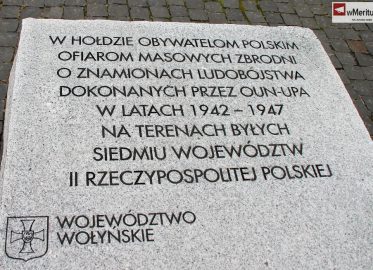 wMeritum
W HOŁDZIE OBYWATELOM POLSKIM
OFIAROM MASOWYCH ZBRODNI
O ZNAMIONACH LUDOBÓJSTWA
DOKONANYCH PRZEZ OUN-UPA
W LATACH 1942 – 1947
NA TERENACH BYŁYCH
SIEDMIU WOJEWÓDZTW
II RZECZYPOSPOLITEJ POLSKIEJ
WOJEWÓDZTWO
WOŁYŃSKIE